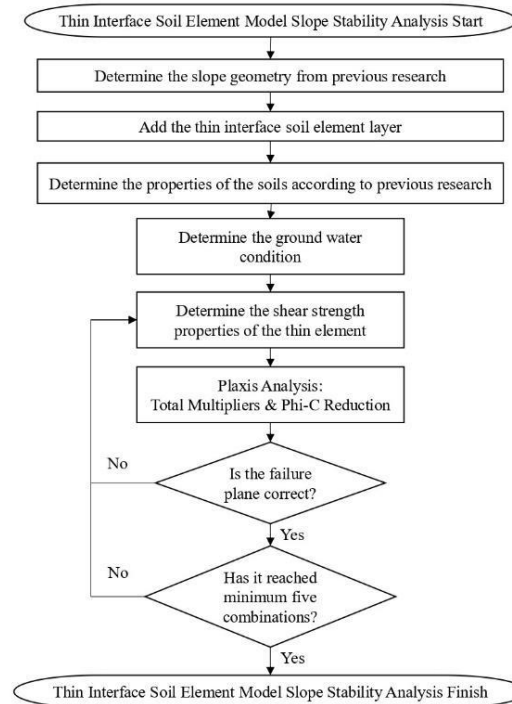 Thin Interface Soil Element Model Slope Stability Analysis Start
Determine the slope geometry from previous research
Add the thin interface soil element layer
Determine the properties of the soils according to previous research
Determine the ground water
condition
Determine the shear strength
properties of the thin element
Plaxis Analysis:
Total Multipliers & Phi-C Reduction
No
Is the failure
plane correct?
Yes
No
Has it reached
minimum five
combinations?
Yes
Thin Interface Soil Element Model Slope Stability Analysis Finish